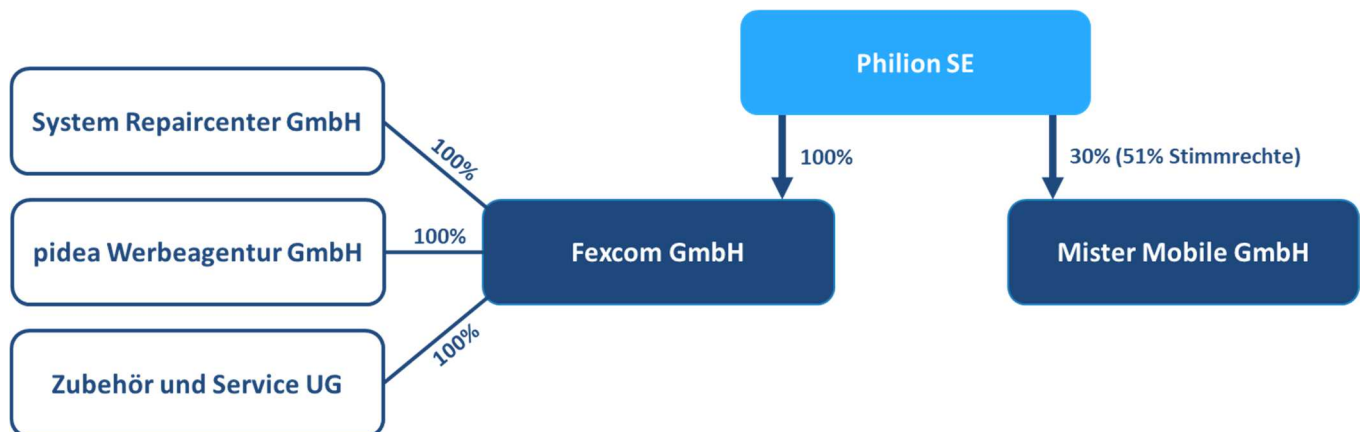 Philion SE
System Repaircenter GmbH
100%
100%
30% (51% Stimmrechte)
pidea Werbeagentur GmbH
100%
Fexcom GmbH
Mister Mobile GmbH
100%
Zubehör und Service UG